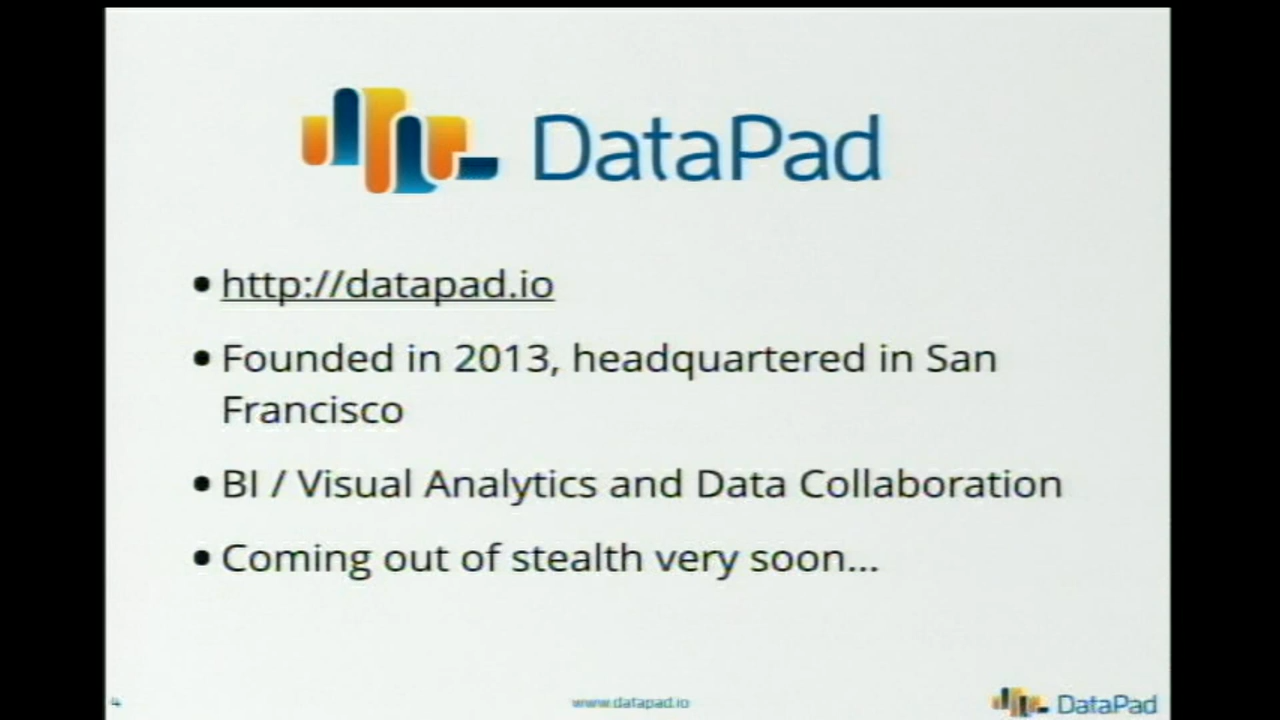 DataPad
• http://datapad.io
• Founded in 2013, headquartered in San
Francisco
• BI / Visual Analytics and Data Collaboration
• Coming out of stealth very soon...
4
www.datapad.io
DataPad